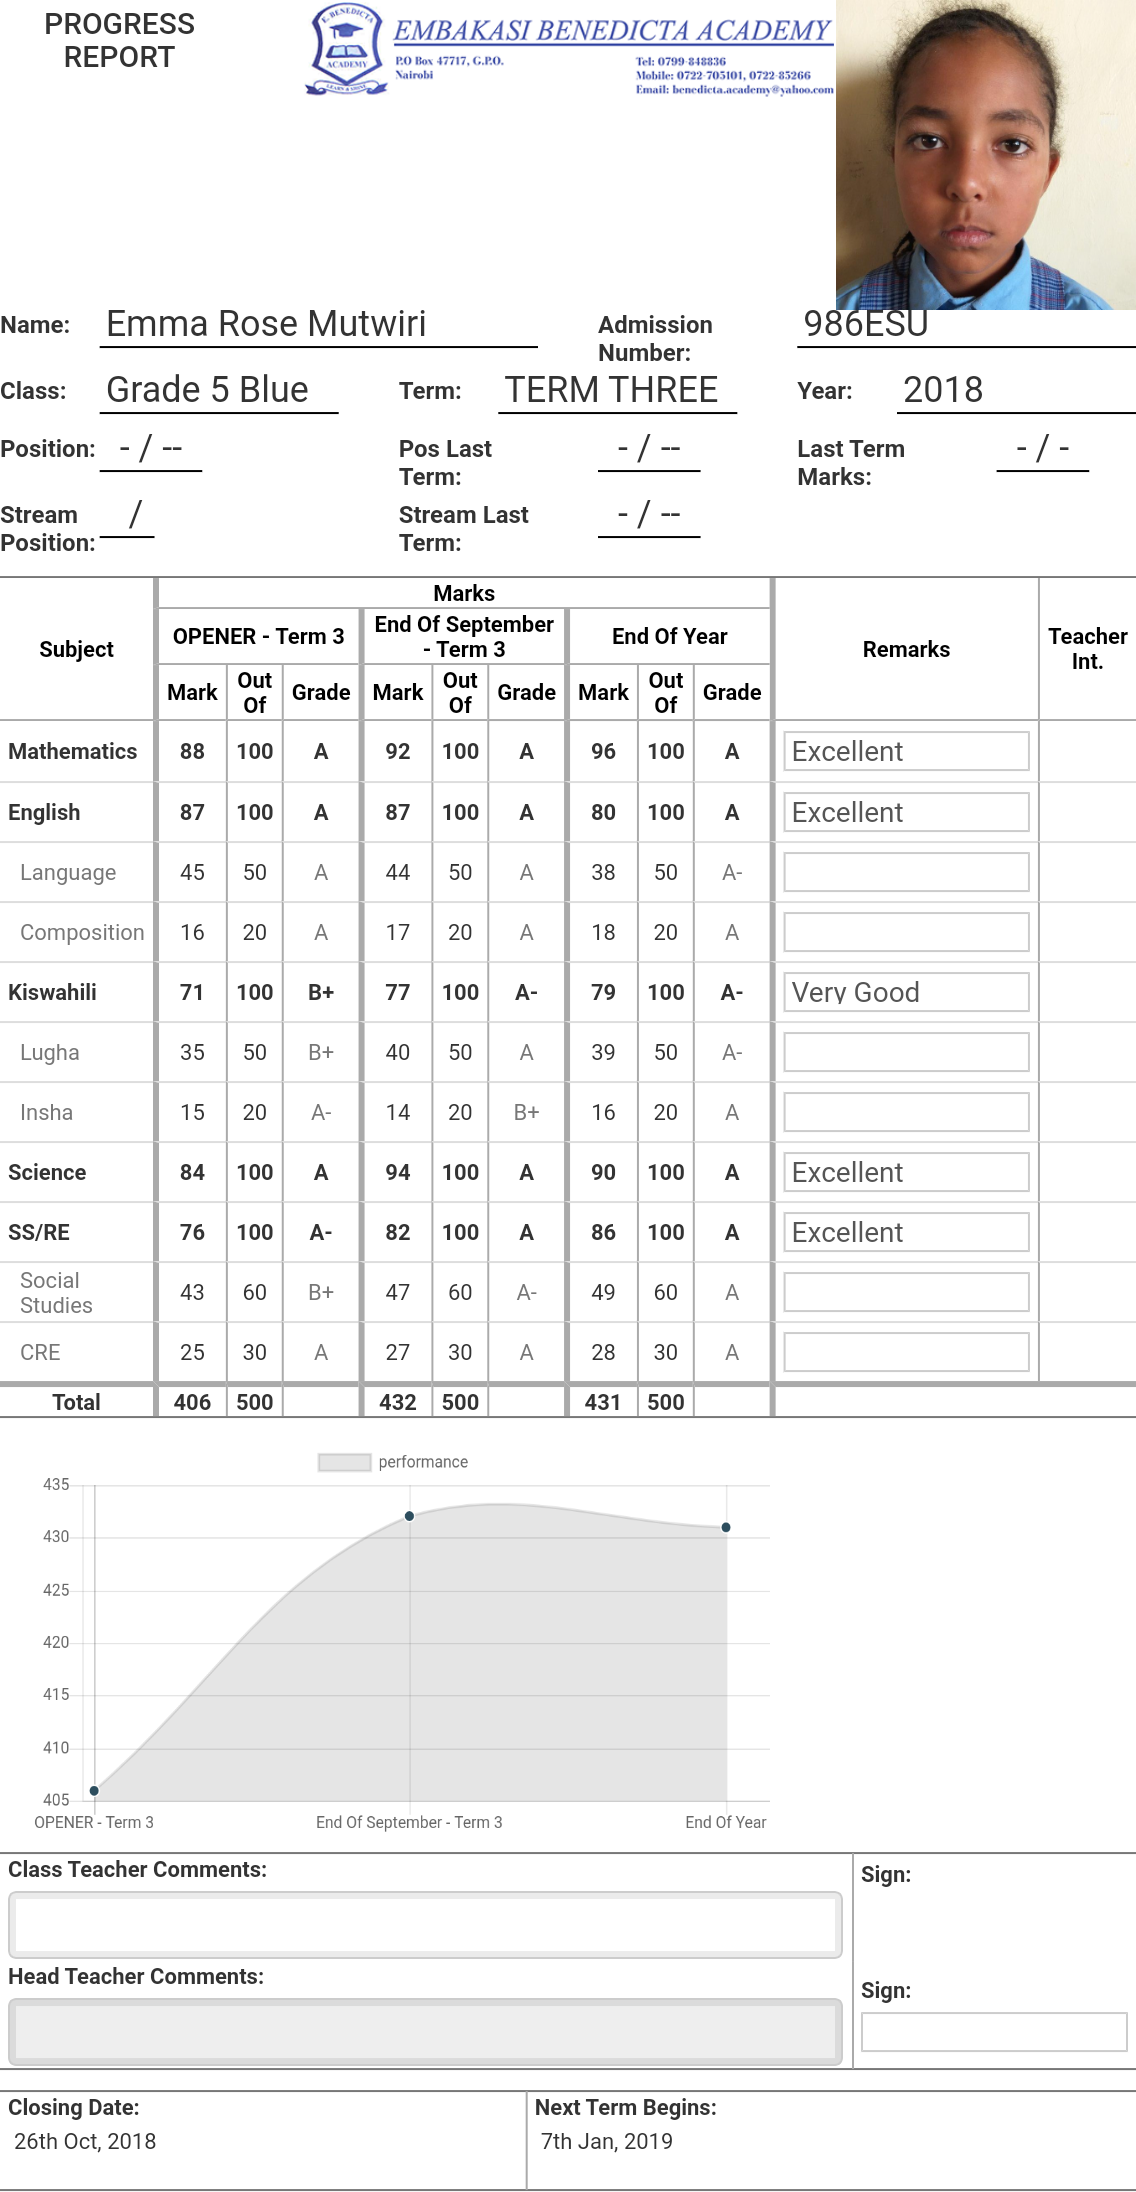 PROGRESS
REPORT
E. BENEDICTA
ACADEMY
LEARN & SHINE
EMBAKASI BENEDICTA ACADEMY
P.O Box 47717, G.P.O.
Nairobi
Tel: 0799-848836
Mobile: 0722-705101, 0722-85266
Email: benedicta.academy@yahoo.com
Name: Emma Rose Mutwiri Admission Number: 986ESU
Class: Grade 5 Blue Term: TERM THREE Year: 2018
Position: - / -- Pos Last Term: - / -- Last Term Marks: - / -
Stream Position: / Stream Last Term: - / --
Subject Marks Remarks Teacher Int.
OPENER - Term 3 End Of September - Term 3 End Of Year
Mark Out Of Grade Mark Out Of Grade Mark Out Of Grade
Mathematics 88 100 A 92 100 A 96 100 A Excellent
English 87 100 A 87 100 A 80 100 A Excellent
Language 45 50 A 44 50 A 38 50 A-
Composition 16 20 A 17 20 A 18 20 A
Kiswahili 71 100 B+ 77 100 A- 79 100 A- Very Good
Lugha 35 50 B+ 40 50 A 39 50 A-
Insha 15 20 A- 14 20 B+ 16 20 A
Science 84 100 A 94 100 A 90 100 A Excellent
SS/RE 76 100 A- 82 100 A 86 100 A Excellent
Social Studies 43 60 B+ 47 60 A- 49 60 A
CRE 25 30 A 27 30 A 28 30 A
Total 406 500 432 500 431 500
performance
435
430
425
420
415
410
405
OPENER - Term 3 End Of September - Term 3 End Of Year
Class Teacher Comments: Sign:
Head Teacher Comments: Sign:
Closing Date: Next Term Begins:
26th Oct, 2018 7th Jan, 2019